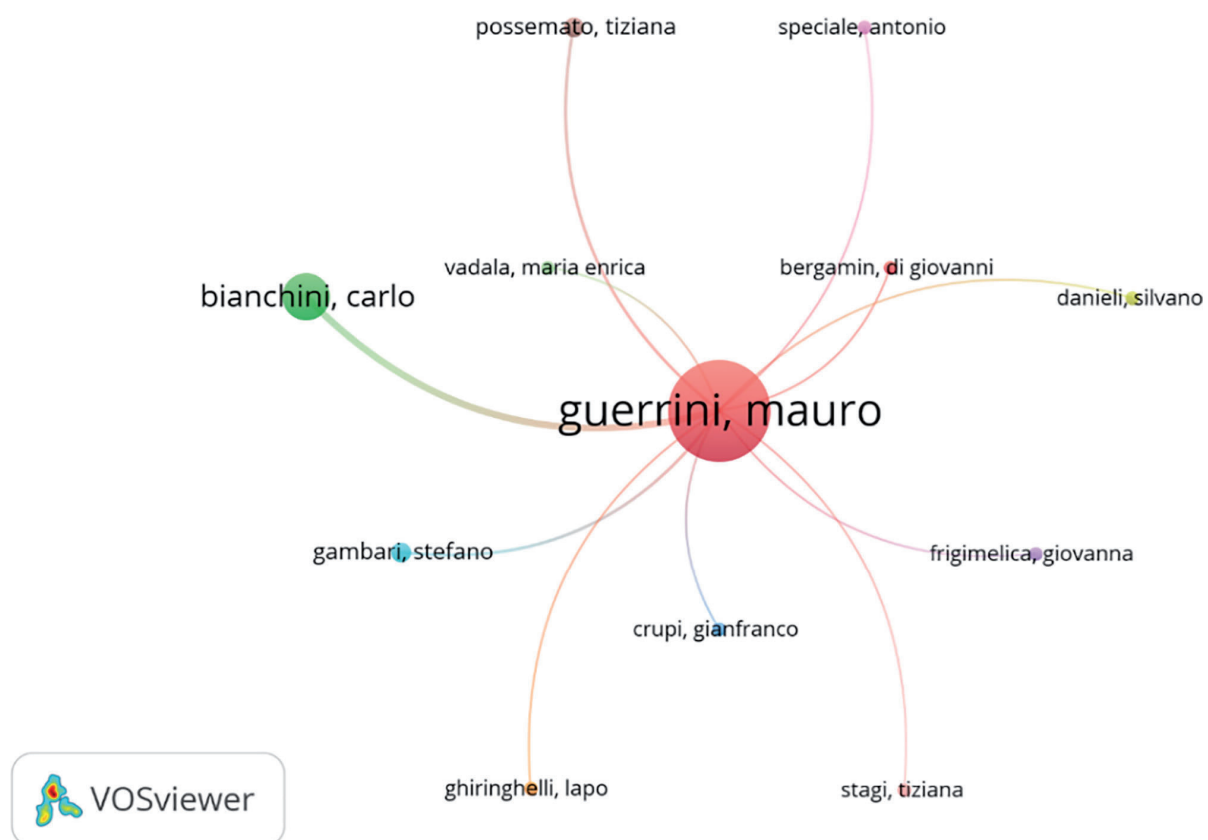 possemato, tiziana
speciale, antonio
vadala, maria enrica
bergamin, di giovanni
bianchini, carlo
danieli, silvano
guerrini, mauro
gambari, stefano
frigimelica, giovanna
crupi, gianfranco
ghiringhelli, lapo
stagi, tiziana
VOSviewer